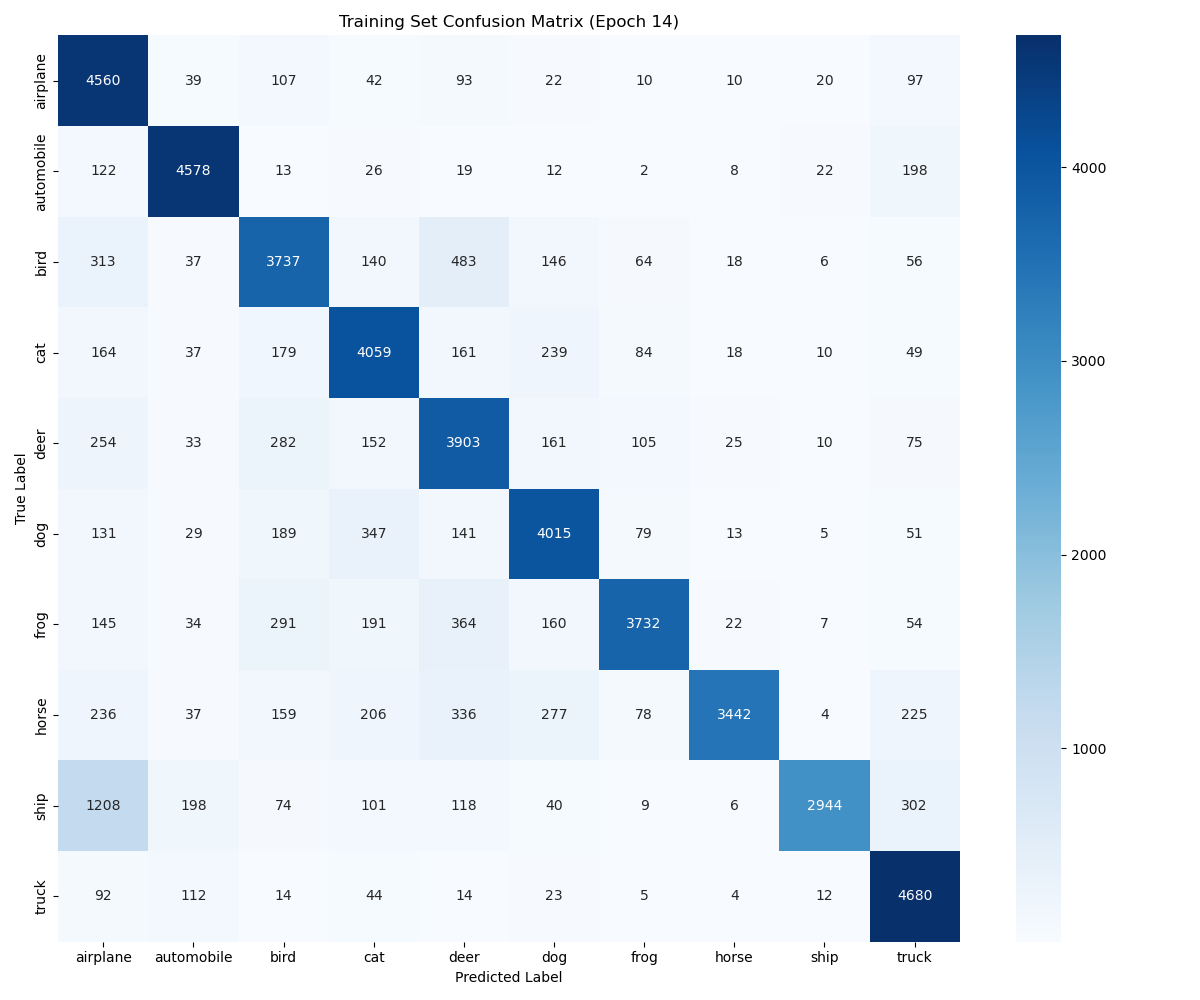 Training Set Confusion Matrix (Epoch 14)
True Label
airplane 4560 39 107 42 93 22 10 10 20 97
automobile 122 4578 13 26 19 12 2 8 22 198
bird 313 37 3737 140 483 146 64 18 6 56
cat 164 37 179 4059 161 239 84 18 10 49
deer 254 33 282 152 3903 161 105 25 10 75
dog 131 29 189 347 141 4015 79 13 5 51
frog 145 34 291 191 364 160 3732 22 7 54
horse 236 37 159 206 336 277 78 3442 4 225
ship 1208 198 74 101 118 40 9 6 2944 302
truck 92 112 14 44 14 23 5 4 12 4680
airplane automobile bird cat deer dog frog horse ship truck
Predicted Label
4000
3000
2000
1000